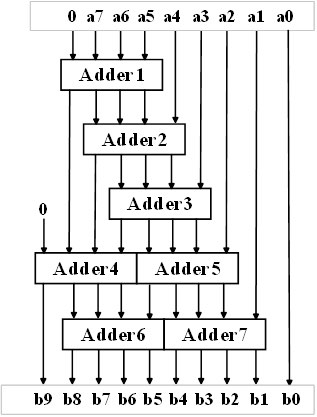 0 a7 a6 a5 a4 a3 a2 a1 a0
Adder1
Adder2
Adder3
0
Adder4 Adder5
Adder6 Adder7
b9 b8 b7 b6 b5 b4 b3 b2 b1 b0